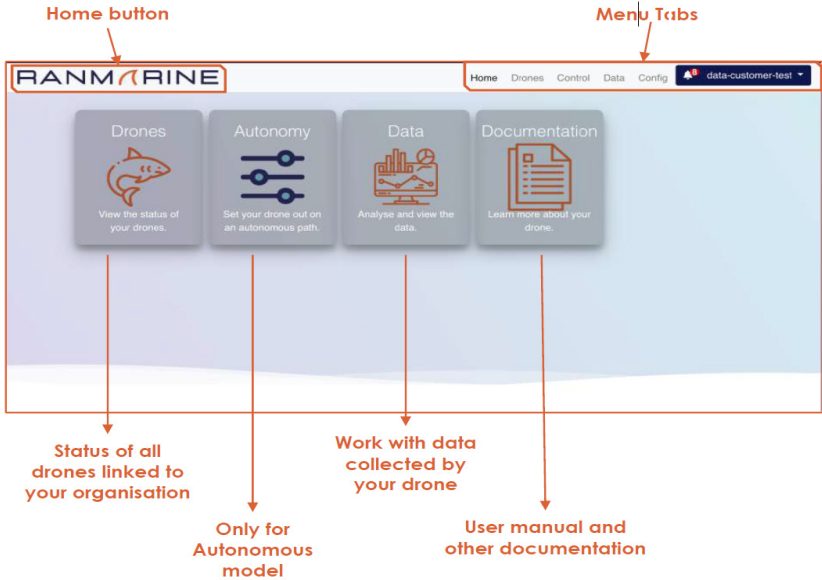 Home button
Menu Tabs
RANMARINE
Home Drones Control Data Config 8 data-customer-test
Drones
View the status of
your drones.
Autonomy
Set your drone out on
an autonomous path.
Data
Analyse and view the
data.
Documentation
Learn more about your
drone.
Status of all
drones linked to
your organisation
Only for
Autonomous
model
Work with data
collected by
your drone
User manual and
other documentation